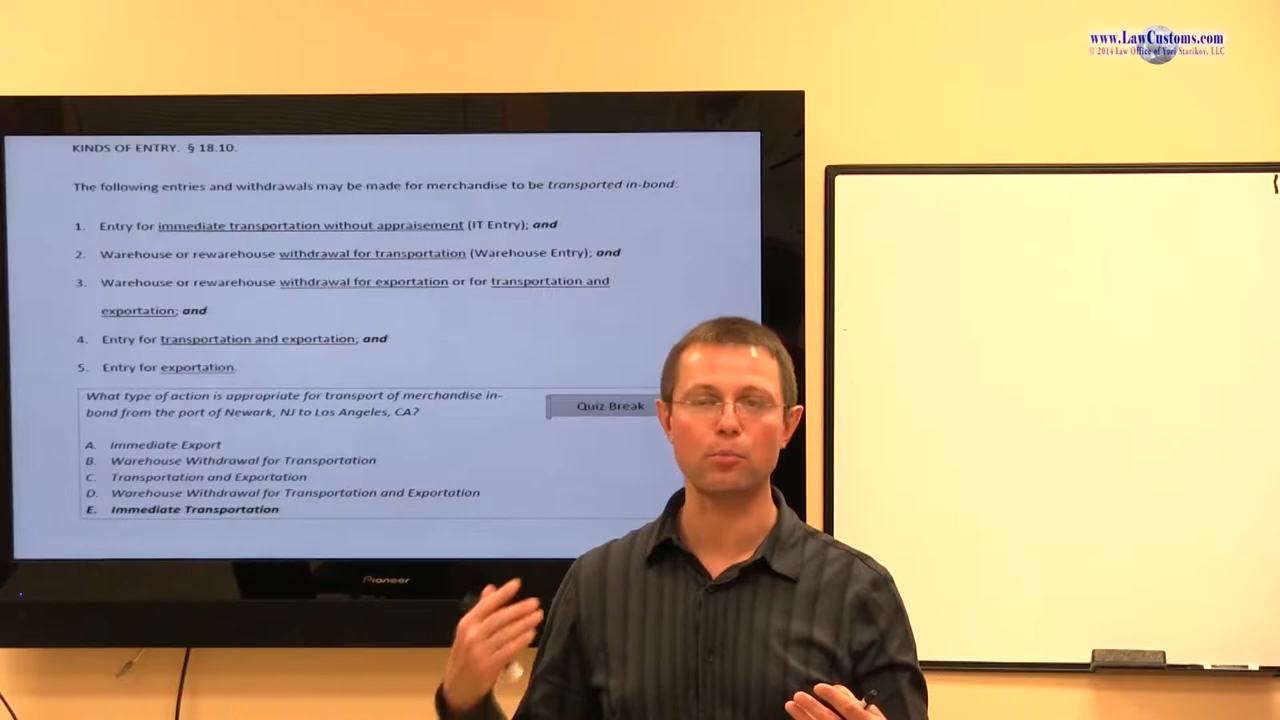 www.LawCustoms.com
© 2014 Law Office of Yuri Starikov, LLC
KINDS OF ENTRY. § 18.10.
The following entries and withdrawals may be made for merchandise to be transported in-bond:
1. Entry for immediate transportation without appraisement (IT Entry); and
2. Warehouse or rewarehouse withdrawal for transportation (Warehouse Entry); and
3. Warehouse or rewarehouse withdrawal for exportation or for transportation and
exportation; and
4. Entry for transportation and exportation; and
5. Entry for exportation.
What type of action is appropriate for transport of merchandise in-
bond from the port of Newark, NJ to Los Angeles, CA?
Quiz Break
A. Immediate Export
B. Warehouse Withdrawal for Transportation
C. Transportation and Exportation
D. Warehouse Withdrawal for Transportation and Exportation
E. Immediate Transportation
Pioneer